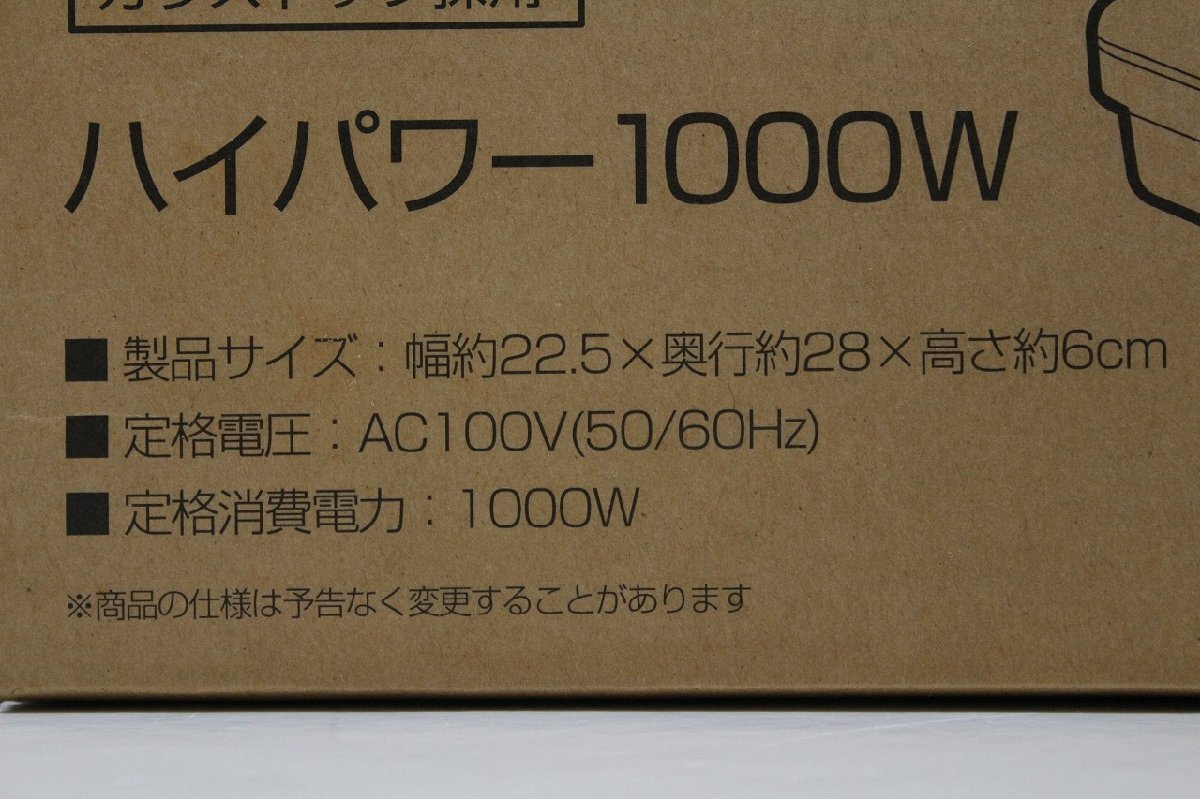 ハイパワー1000W
■ 製品サイズ：幅約22.5×奥行約28×高さ約6cm
■ 定格電圧：AC100V(50/60Hz)
■ 定格消費電力：1000W
※商品の仕様は予告なく変更することがあります